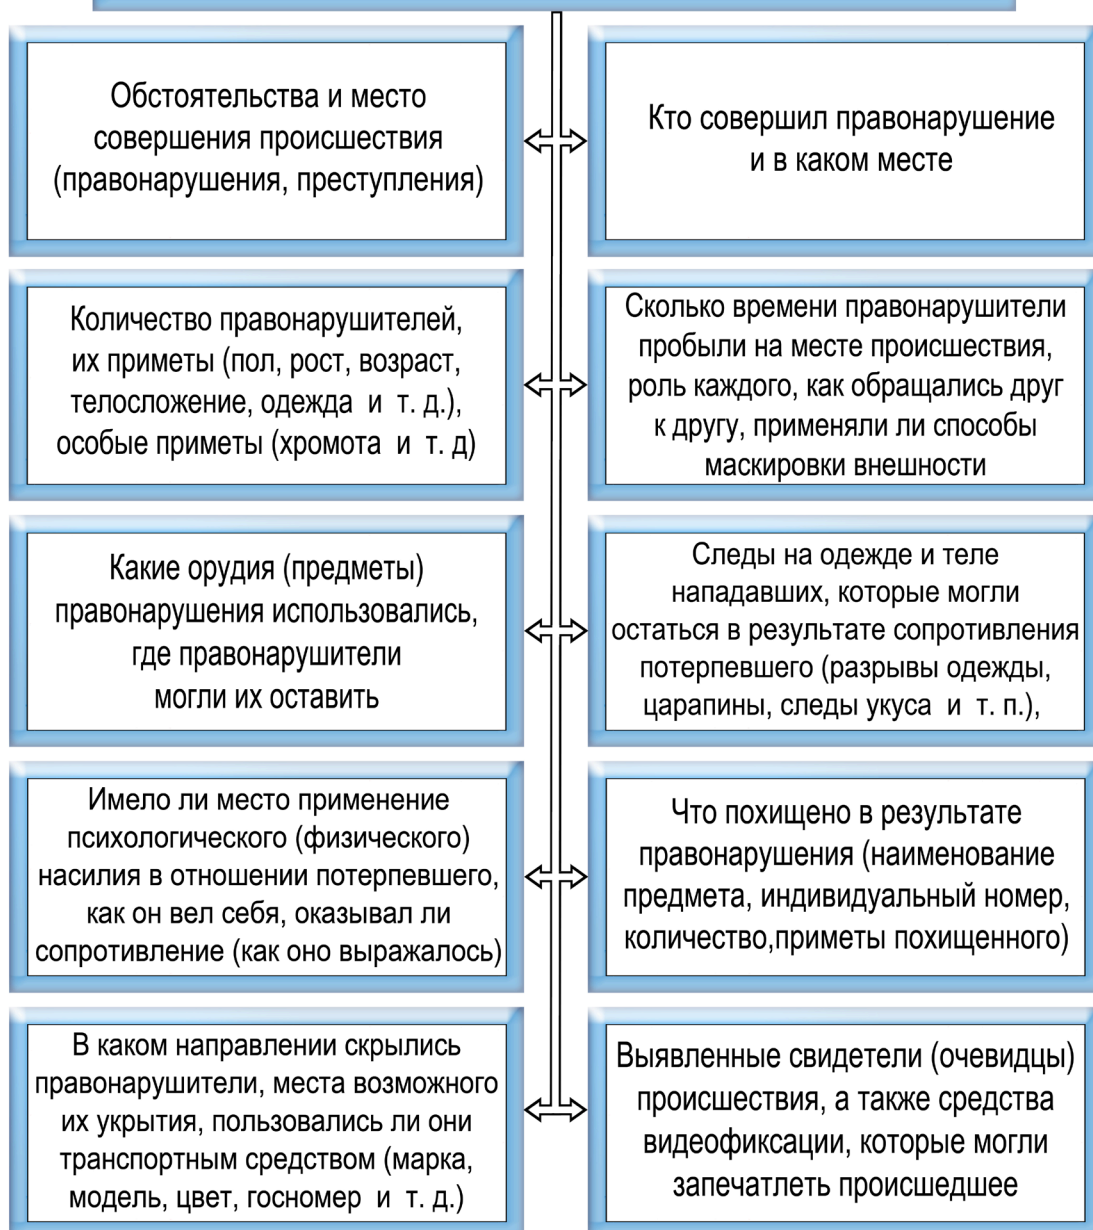 Обстоятельства и место
совершения происшествия
(правонарушения, преступления)
Кто совершил правонарушение
и в каком месте
Количество правонарушителей,
их приметы (пол, рост, возраст,
телосложение, одежда и т. д.),
особые приметы (хромота и т. д)
Сколько времени правонарушители
пробыли на месте происшествия,
роль каждого, как обращались друг
к другу, применяли ли способы
маскировки внешности
Какие орудия (предметы)
правонарушения использовались,
где правонарушители
могли их оставить
Следы на одежде и теле
нападавших, которые могли
остаться в результате сопротивления
потерпевшего (разрывы одежды,
царапины, следы укуса и т. п.),
Имело ли место применение
психологического (физического)
насилия в отношении потерпевшего,
как он вел себя, оказывал ли
сопротивление (как оно выражалось)
Что похищено в результате
правонарушения (наименование
предмета, индивидуальный номер,
количество,приметы похищенного)
В каком направлении скрылись
правонарушители, места возможного
их укрытия, пользовались ли они
транспортным средством (марка,
модель, цвет, госномер и т. д.)
Выявленные свидетели (очевидцы)
происшествия, а также средства
видеофиксации, которые могли
запечатлеть происшедшее